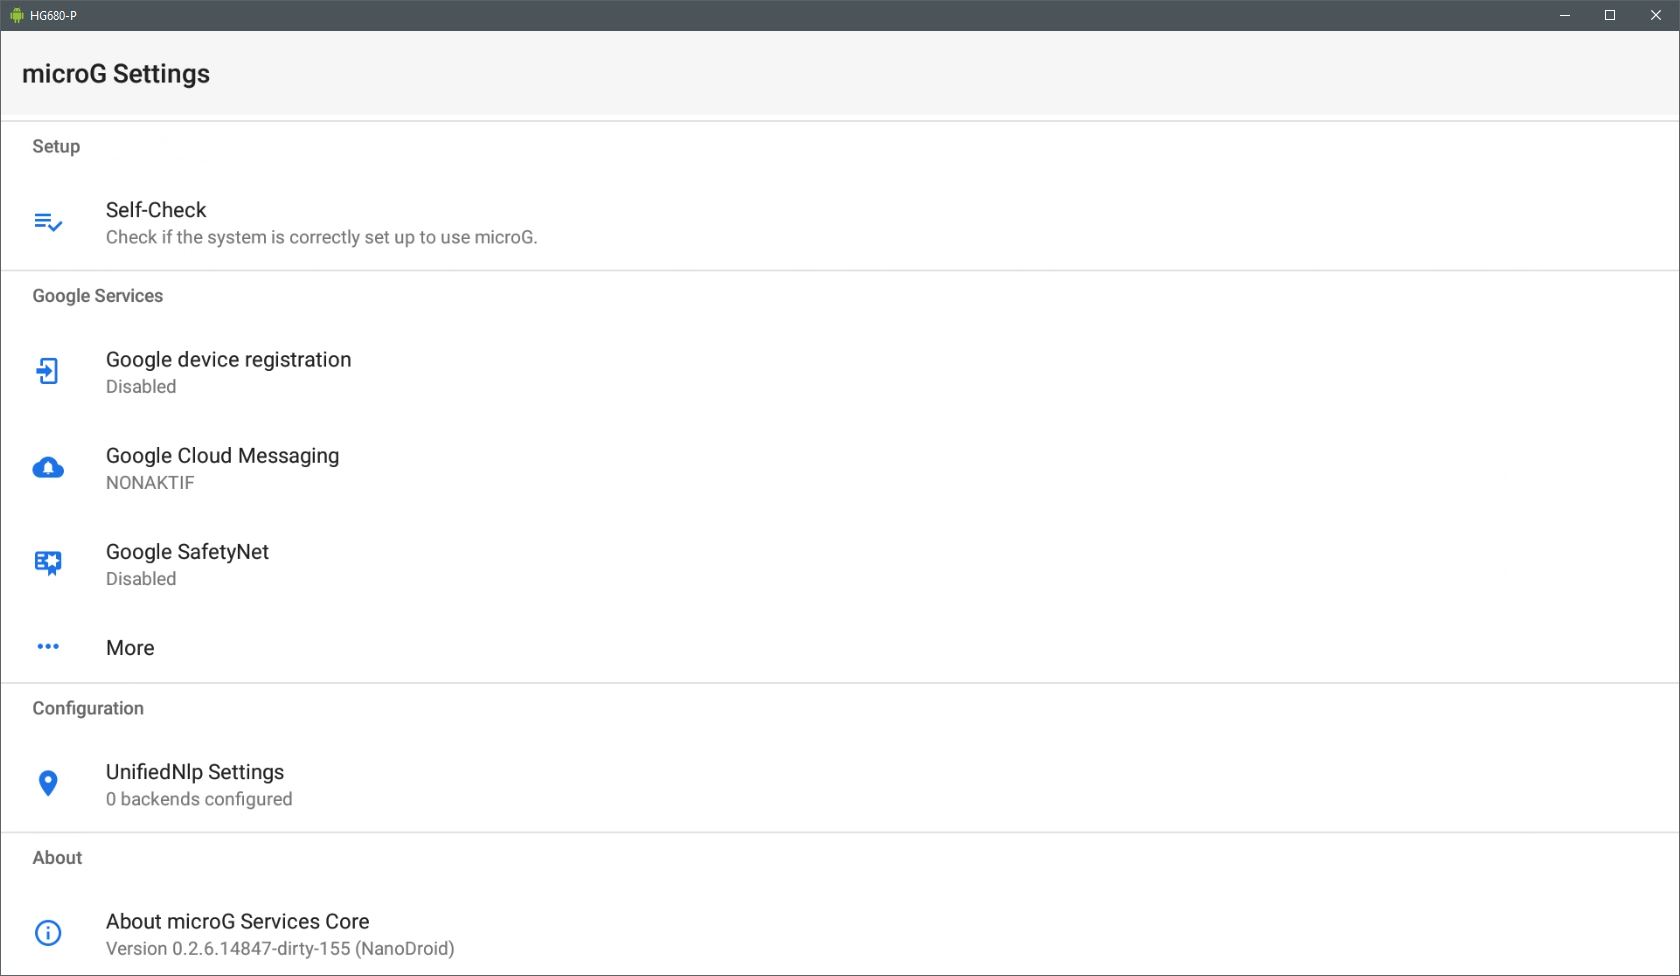 HG680-P
microG Settings
Setup
Self-Check
Check if the system is correctly set up to use microG.
Google Services
Google device registration
Disabled
Google Cloud Messaging
NONAKTIF
Google SafetyNet
Disabled
More
Configuration
UnifiedNlp Settings
0 backends configured
About
About microG Services Core
Version 0.2.6.14847-dirty-155 (NanoDroid)